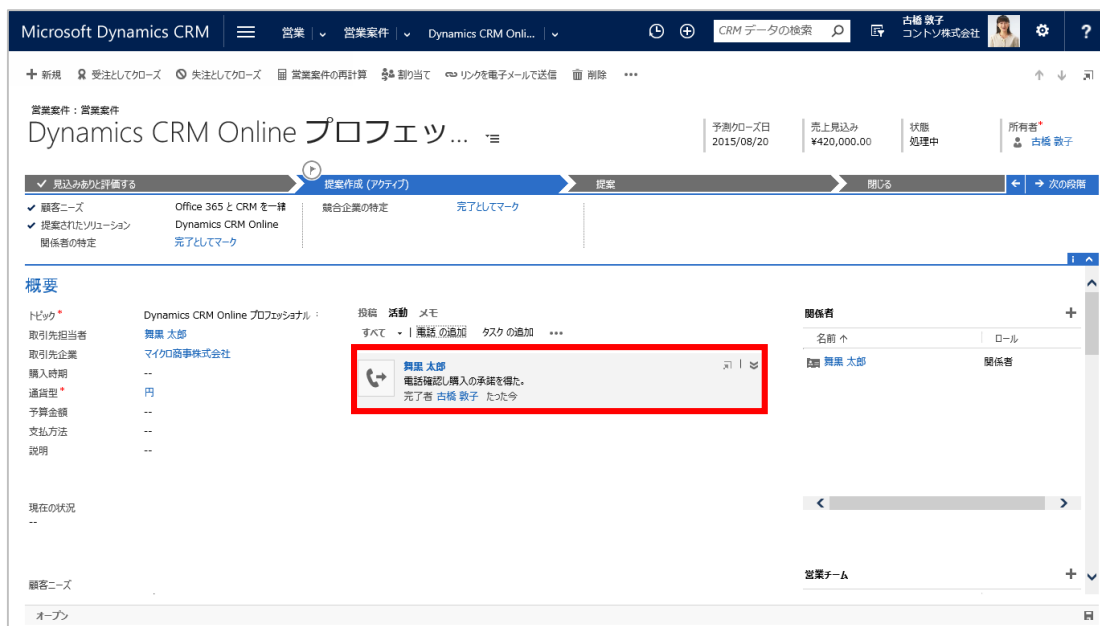 Microsoft Dynamics CRM 営業 営業案件 Dynamics CRM Onli... CRM データの検索 古橋 敦子 コントソ株式会社 ?
新規 受注としてクローズ 失注としてクローズ 営業案件の再計算 割り当て リンクを電子メールで送信 削除 •••
営業案件 : 営業案件
Dynamics CRM Online プロフェッ...
予測クローズ日 売上見込み 状態 所有者*
2015/08/20 ¥420,000.00 処理中 古橋 敦子
見込みありと評価する 提案作成 (アクティブ) 提案 閉じる 次の段階
顧客ニーズ Office 365 と CRM を一緒 競合企業の特定 完了としてマーク
提案されたソリューション Dynamics CRM Online
関係者の特定 完了としてマーク
概要
トピック* Dynamics CRM Online プロフェッショナル
取引先担当者 舞黒 太郎
取引先企業 マイクロ商事株式会社
購入時期 --
通貨型* 円
予算金額 --
支払方法 --
説明 --
現在の状況
--
顧客ニーズ
投稿 活動 メモ
すべて 電話 の追加 タスク の追加 •••
舞黒 太郎
電話確認し購入の承諾を得た。
完了者 古橋 敦子 たった今
関係者 +
名前 ↑ ロール
舞黒 太郎 関係者
営業チーム +
オープン